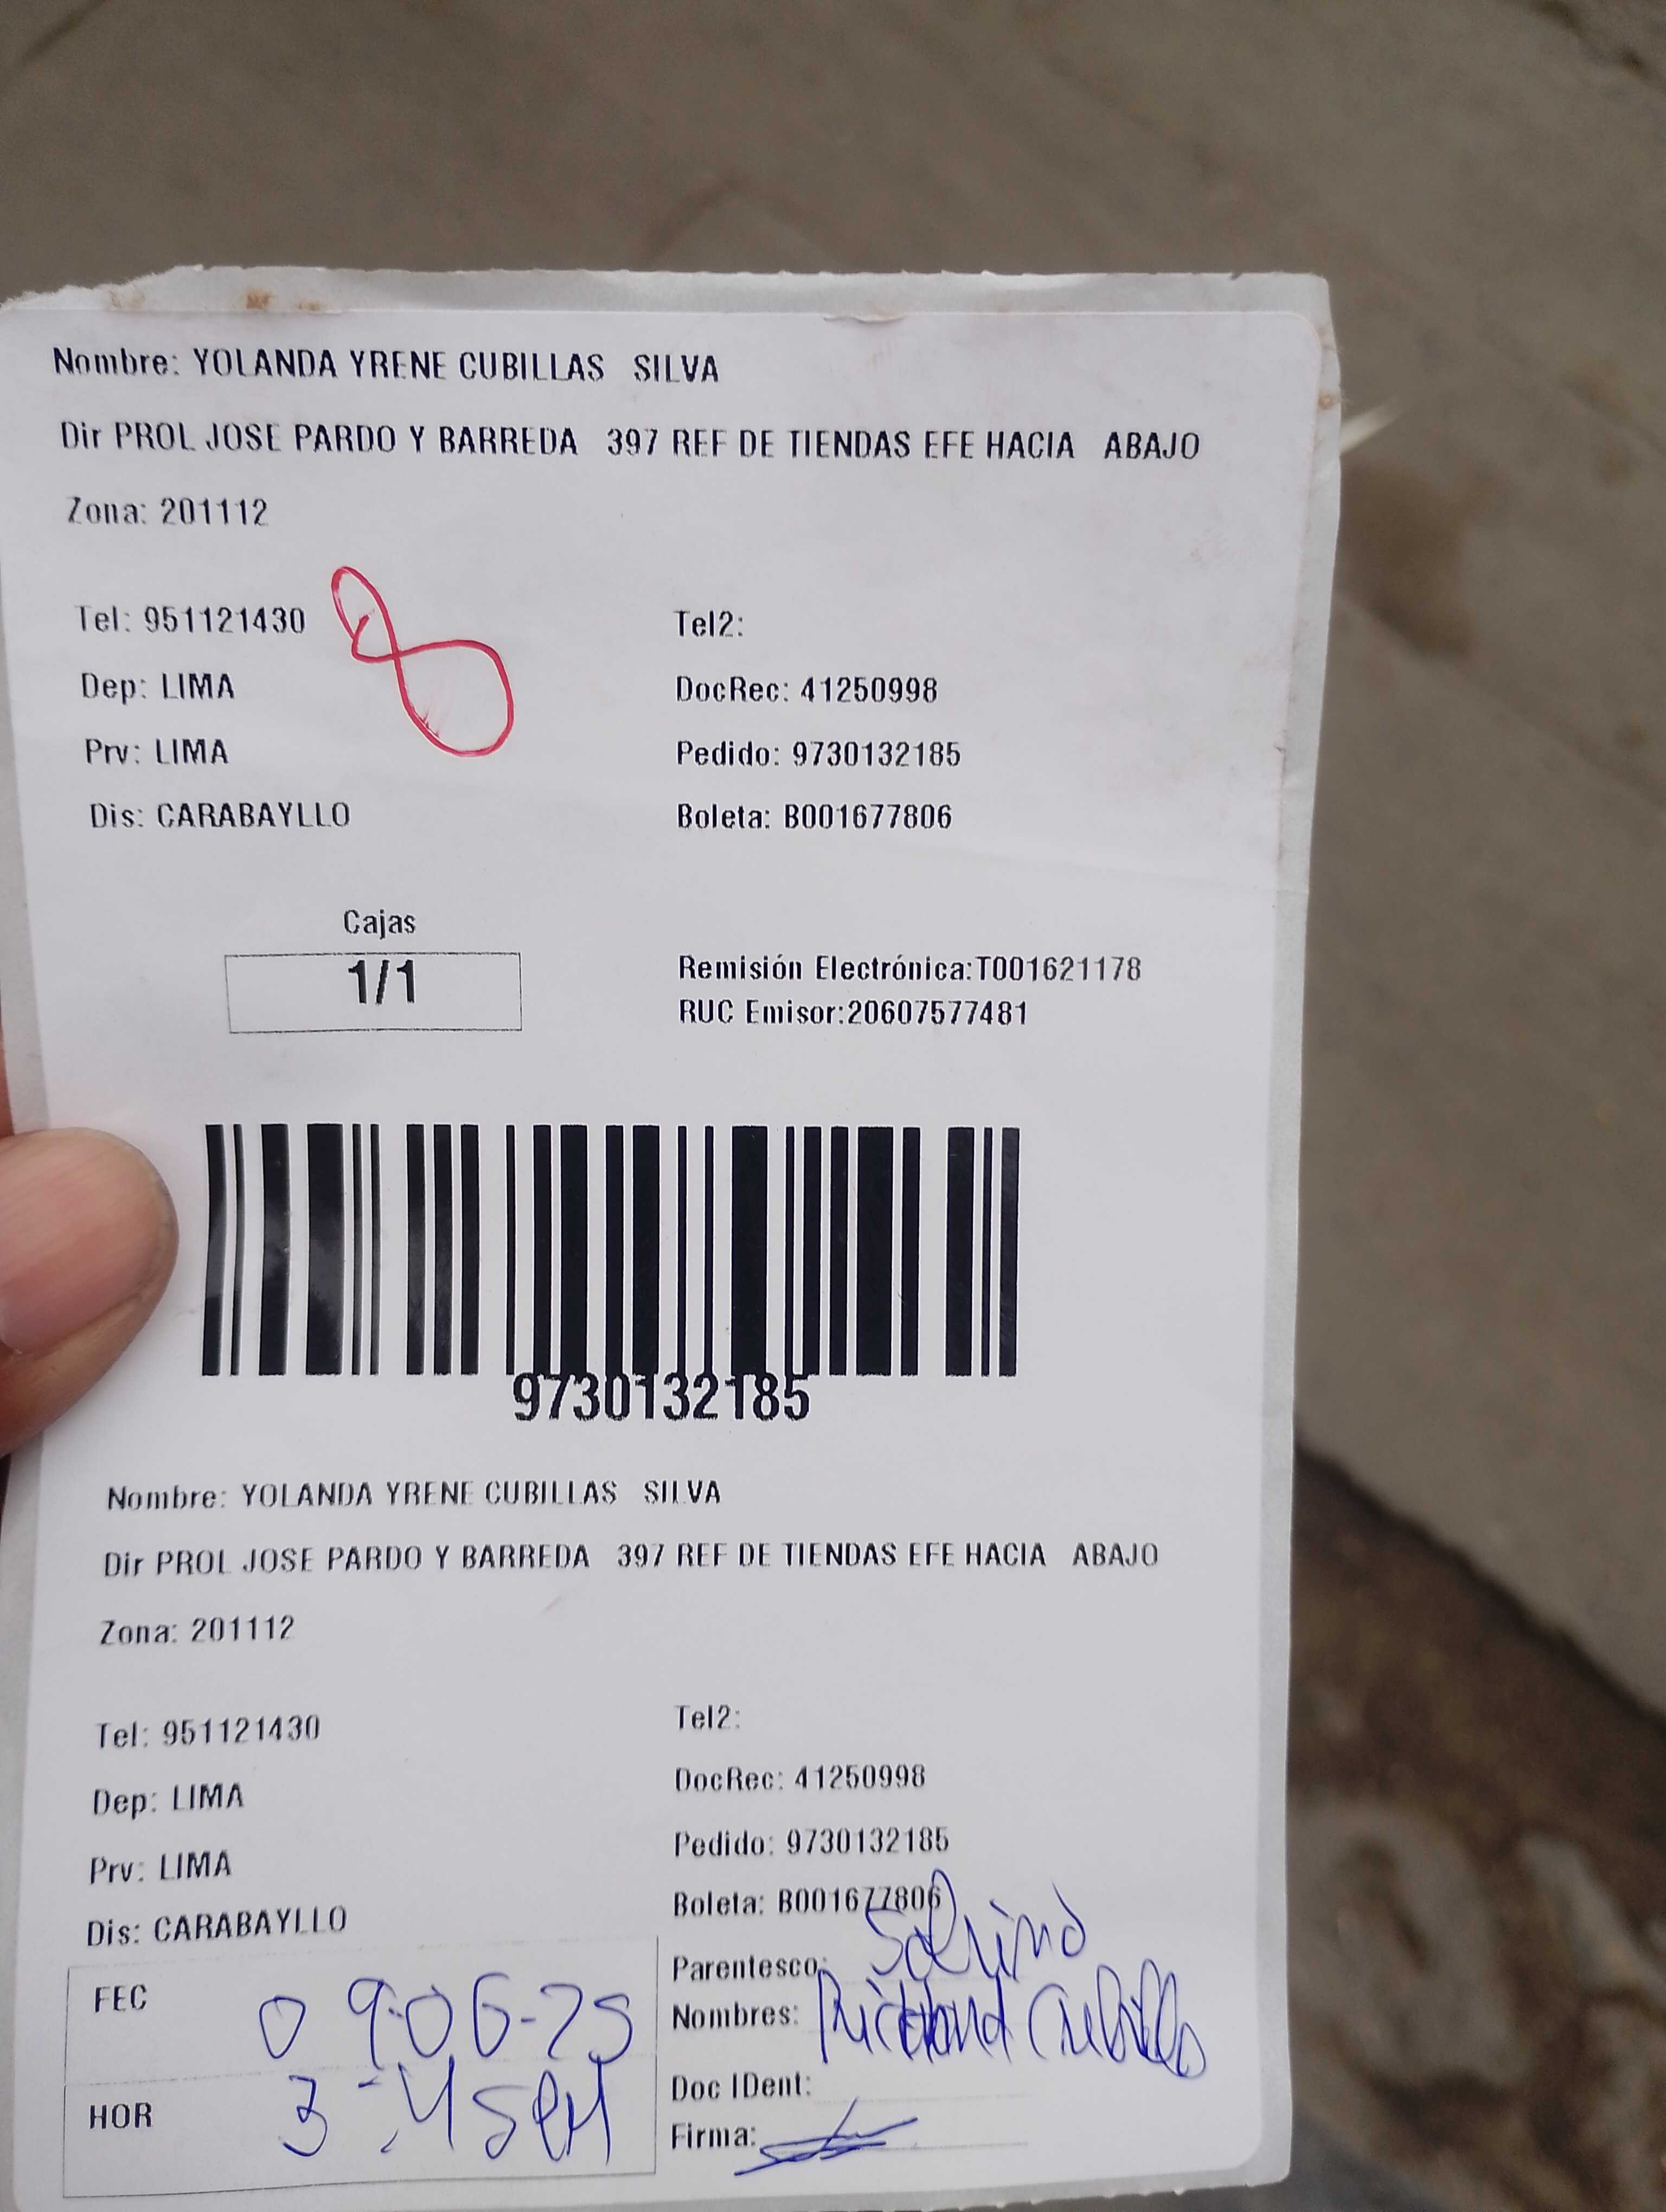 Nombre: YOLANDA YRENE CUBILLAS SILVA
Dir PROL JOSE PARDO Y BARREDA 397 REF DE TIENDAS EFE HACIA ABAJO
Zona: 201112
8
Tel: 951121430 Tel2:
Dep: LIMA DocRec: 41250998
Prv: LIMA Pedido: 9730132185
Dis: CARABAYLLO Boleta: B001677806
Cajas
1/1
Remisión Electrónica:T001621178
RUC Emisor:20607577481
9730132185
Nombre: YOLANDA YRENE CUBILLAS SILVA
Dir PROL JOSE PARDO Y BARREDA 397 REF DE TIENDAS EFE HACIA ABAJO
Zona: 201112
Tel: 951121430 Tel2:
Dep: LIMA DocRec: 41250998
Prv: LIMA Pedido: 9730132185
Dis: CARABAYLLO Boleta: B001677806
Parentesco: Sobrino
FEC 09-06-25
Nombres:
HOR 3:45
Doc IDent:
Firma: